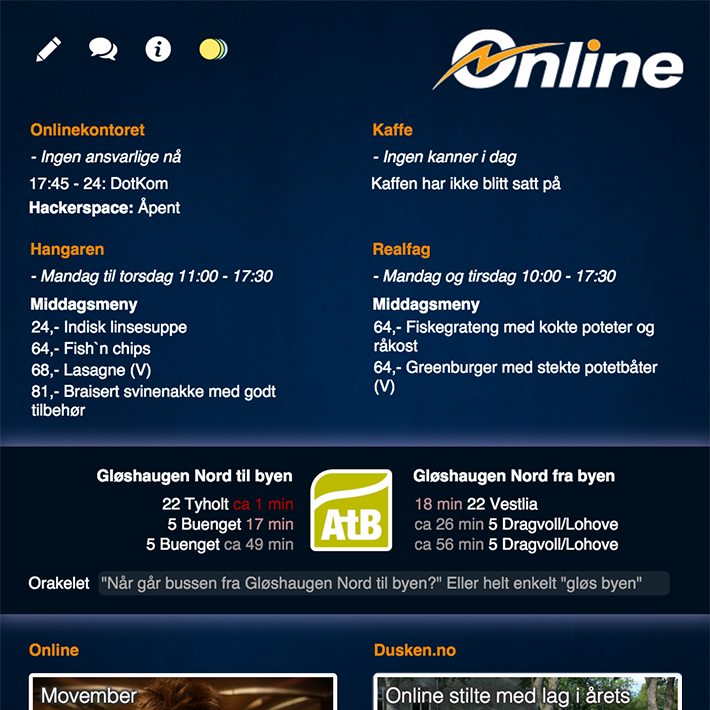 Online
Onlinekontoret
- Ingen ansvarlige nå
17:45 - 24: DotKom
Hackerspace: Åpent
Kaffe
- Ingen kanner i dag
Kaffen har ikke blitt satt på
Hangaren
- Mandag til torsdag 11:00 - 17:30
Middagsmeny
24,- Indisk linsesuppe
64,- Fish`n chips
68,- Lasagne (V)
81,- Braisert svinenakke med godt
tilbehør
Realfag
- Mandag og tirsdag 10:00 - 17:30
Middagsmeny
64,- Fiskegrateng med kokte poteter og
råkost
64,- Greenburger med stekte potetbåter
(V)
Gløshaugen Nord til byen
22 Tyholt ca 1 min
5 Buenget 17 min
5 Buenget ca 49 min
AtB
Gløshaugen Nord fra byen
18 min 22 Vestlia
ca 26 min 5 Dragvoll/Lohove
ca 56 min 5 Dragvoll/Lohove
Orakelet "Når går bussen fra Gløshaugen Nord til byen?" Eller helt enkelt "gløs byen"
Online
Movember
Dusken.no
Online stilte med lag i årets